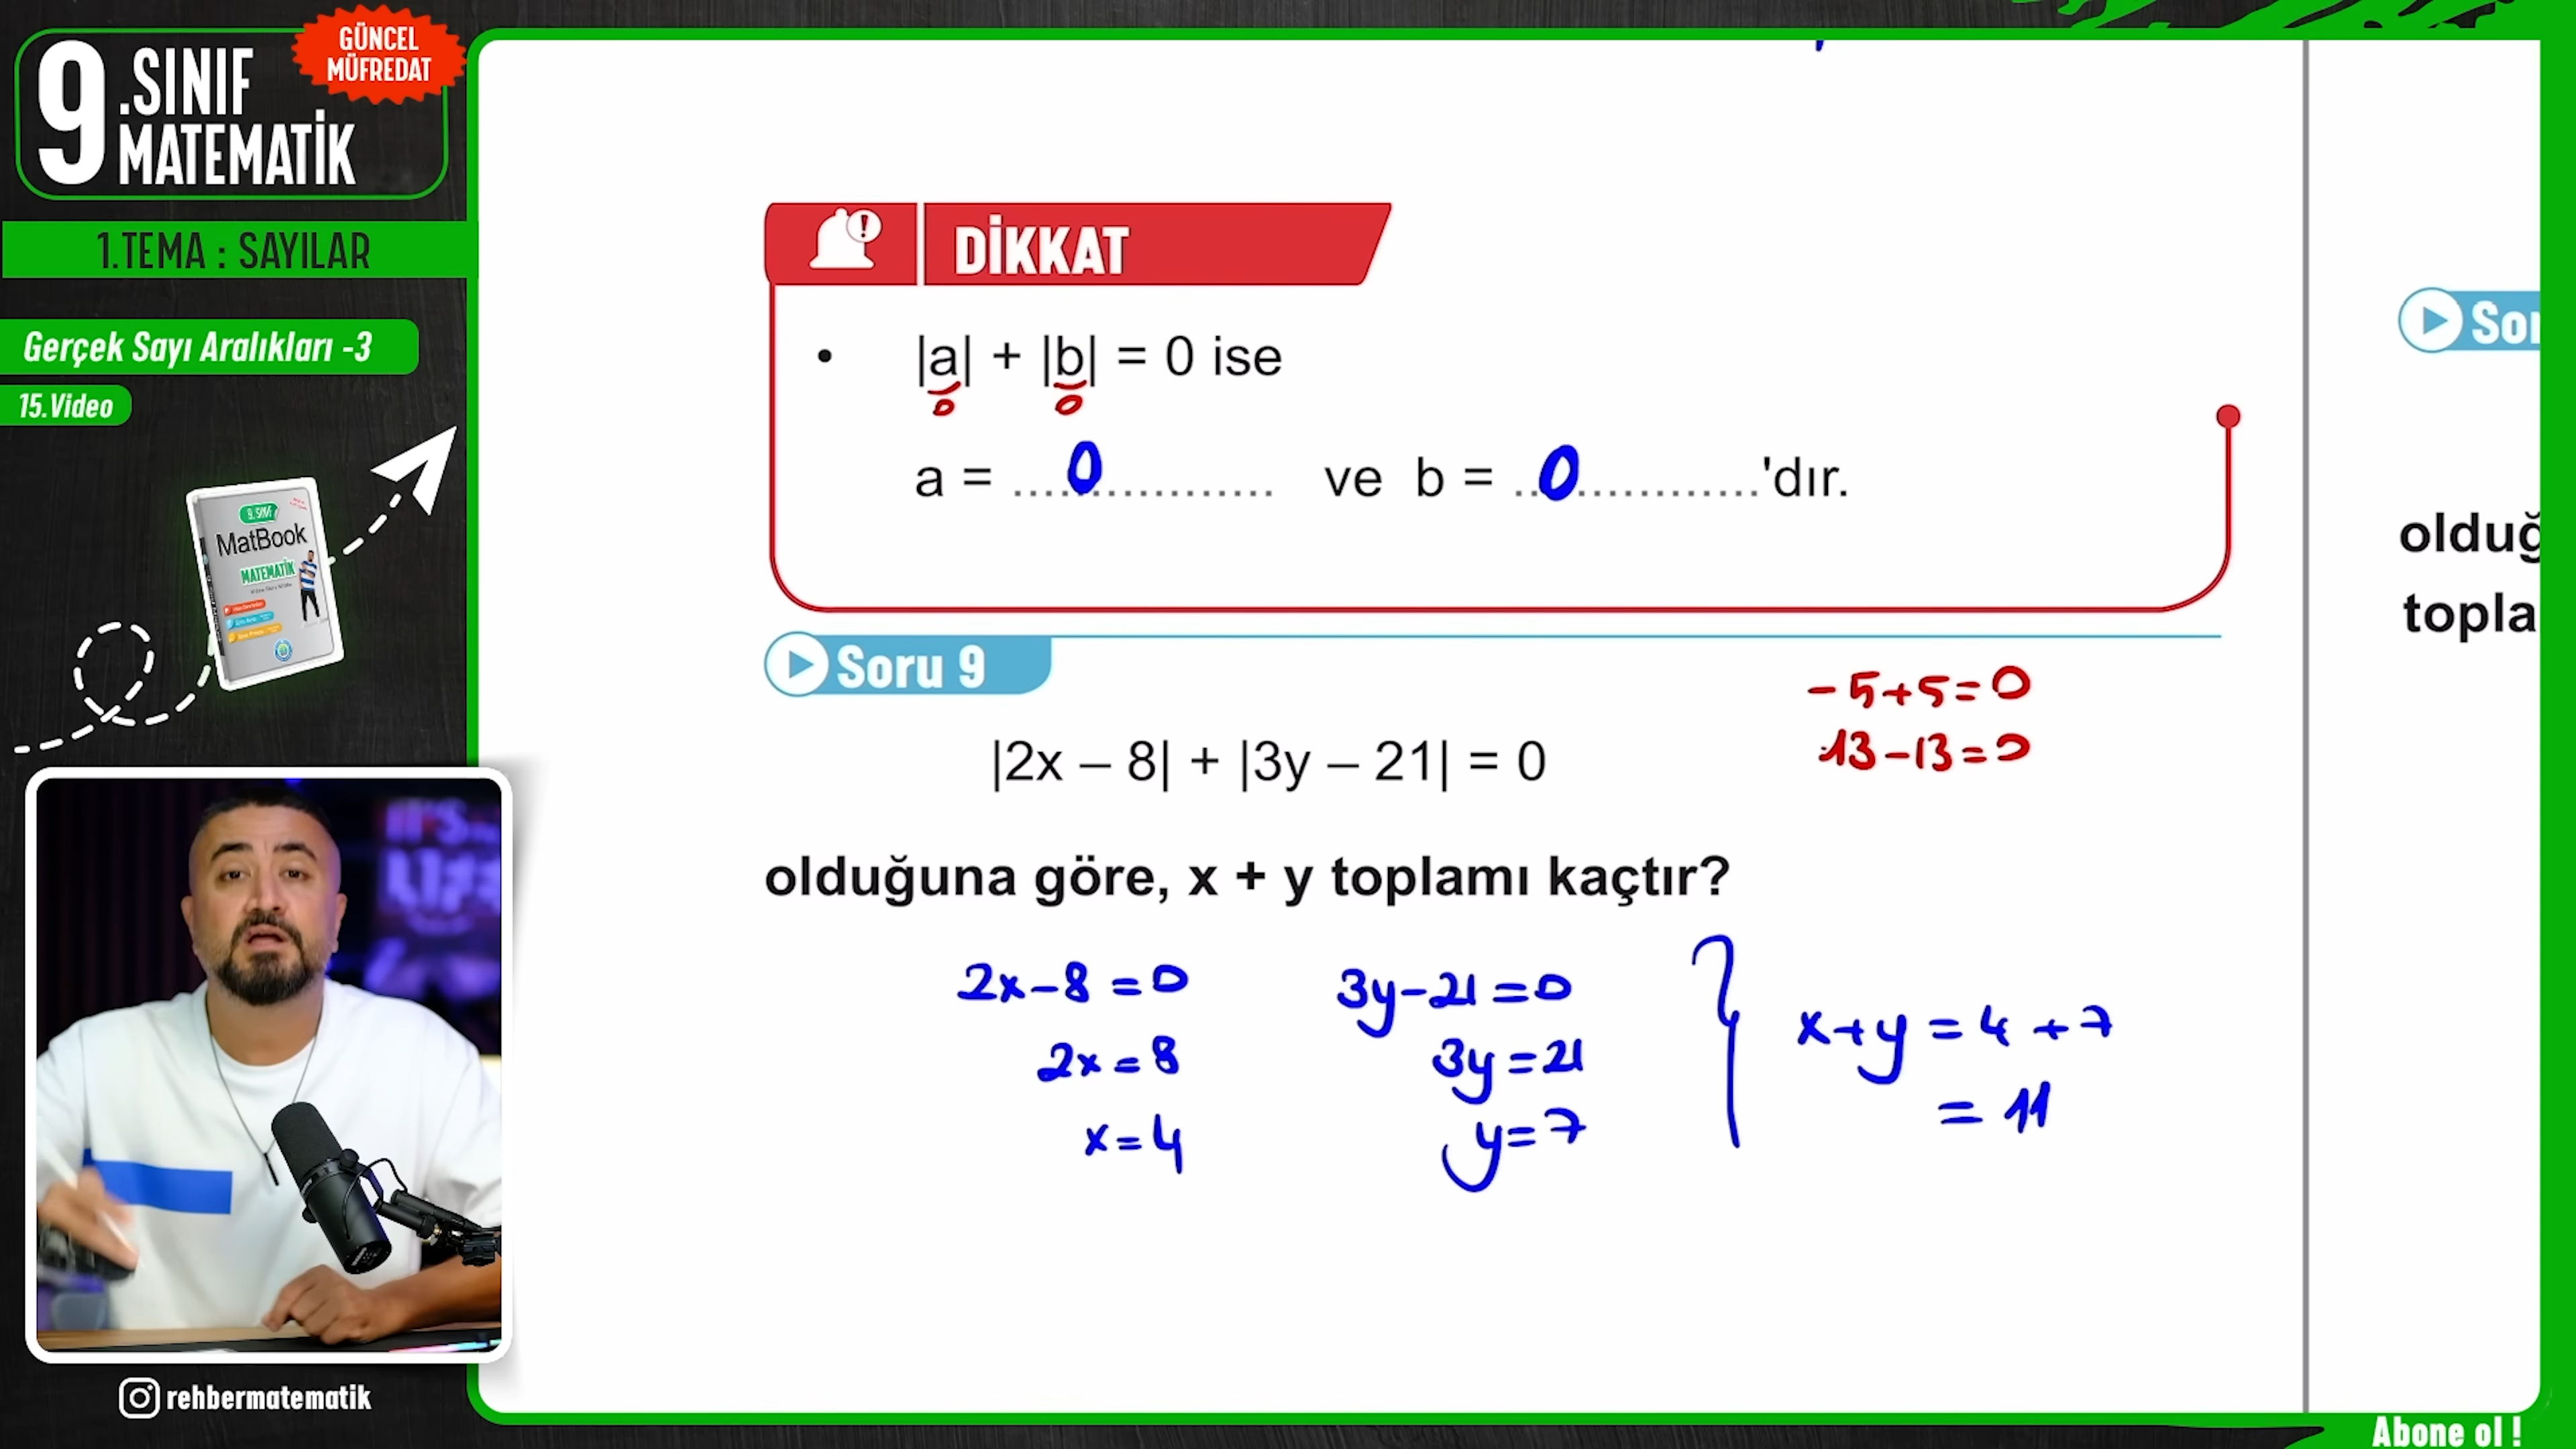 9.SINIF
MATEMATİK
GÜNCEL
MÜFREDAT
1.TEMA : SAYILAR
Gerçek Sayı Aralıkları -3
15.Video
9. SINIF
MatBook
MATEMATİK
rehbermatematik
DİKKAT
• |a| + |b| = 0 ise
0 0
a = ....0............ ve b = ..0............'dır.
Soru 9
-5+5=0
13-13=0
|2x – 8| + |3y – 21| = 0
olduğuna göre, x + y toplamı kaçtır?
2x-8=0 3y-21=0
2x=8 3y=21
x=4 y=7
x+y=4+7
=11
Sor
olduğ
topla
Abone ol !